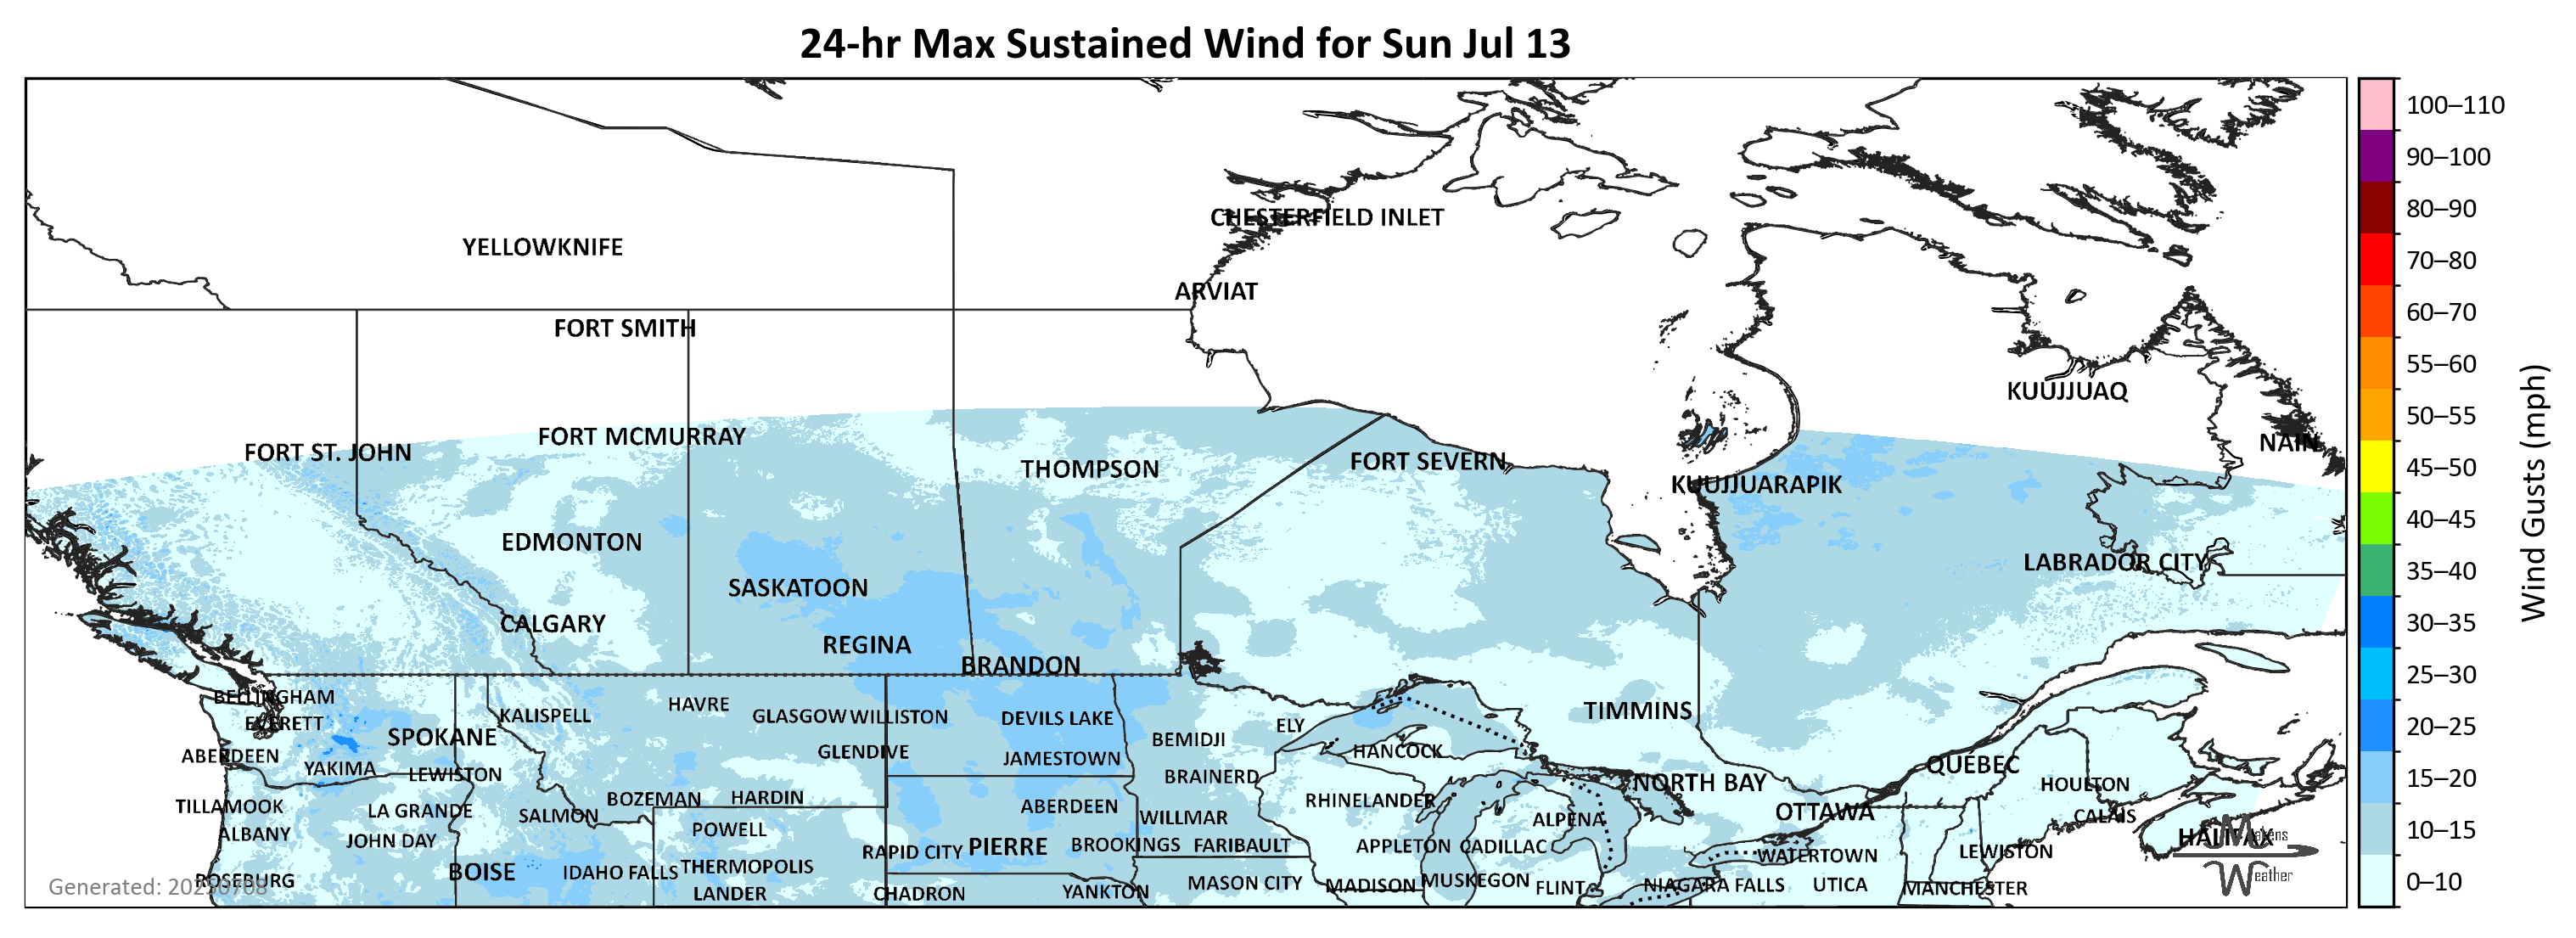 24-hr Max Sustained Wind for Sun Jul 13
100–110
90–100
80–90
70–80
60–70
55–60
50–55
45–50
40–45
35–40
30–35
25–30
20–25
15–20
10–15
0–10
Wind Gusts (mph)
CHESTERFIELD INLET
YELLOWKNIFE
ARVIAT
FORT SMITH
KUUJJUAQ
FORT MCMURRAY
NAIN
FORT ST. JOHN
FORT SEVERN
THOMPSON
KUUJJUARAPIK
EDMONTON
LABRADOR CITY
SASKATOON
CALGARY
REGINA
BRANDON
BELLINGHAM
HAVRE
TIMMINS
KALISPELL
GLASGOW
WILLISTON
DEVILS LAKE
EVERETT
ELY
SPOKANE
BEMIDJI
GLENDIVE
HANCOCK
ABERDEEN
JAMESTOWN
QUÉBEC
YAKIMA
LEWISTON
BRAINERD
NORTH BAY
HOULTON
BOZEMAN
HARDIN
RHINELANDER
TILLAMOOK
ABERDEEN
LA GRANDE
OTTAWA
SALMON
CALAIS
WILLMAR
ALPENA
POWELL
ALBANY
HALIFAX
Makens
JOHN DAY
BROOKINGS
FARIBAULT
APPLETON
CADILLAC
PIERRE
RAPID CITY
LEWISTON
WATERTOWN
THERMOPOLIS
BOISE
IDAHO FALLS
Weather
ROSEBURG
MUSKEGON
MASON CITY
MADISON
NIAGARA FALLS
UTICA
Generated: 20250708
FLINT
MANCHESTER
YANKTON
LANDER
CHADRON